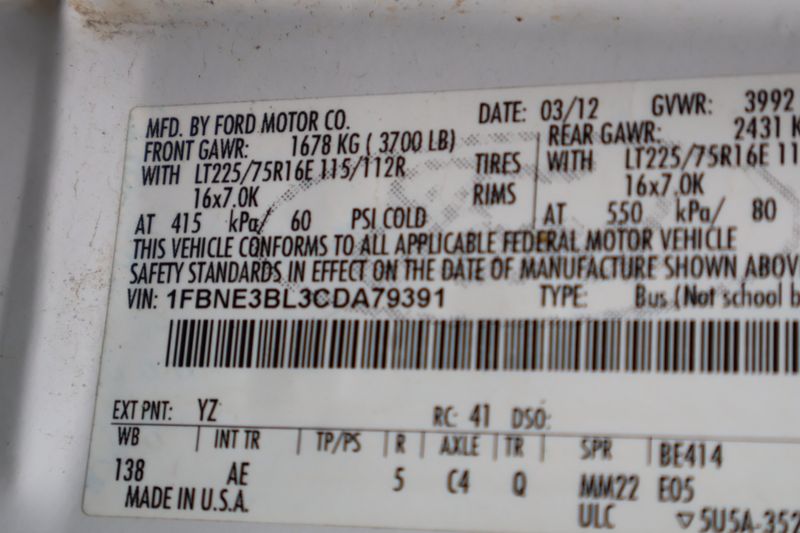 MFD. BY FORD MOTOR CO. DATE: 03/12 GVWR: 3992
FRONT GAWR: 1678 KG ( 3700 LB) REAR GAWR: 2431 K
WITH LT225/75R16E 115/112R TIRES WITH LT225/75R16E 11
16x7.0K RIMS 16x7.0K
AT 415 kPa/ 60 PSI COLD AT 550 kPa/ 80
THIS VEHICLE CONFORMS TO ALL APPLICABLE FEDERAL MOTOR VEHICLE
SAFETY STANDARDS IN EFFECT ON THE DATE OF MANUFACTURE SHOWN ABOV
VIN: 1FBNE3BL3CDA79391 TYPE: Bus (Not school b
EXT PNT: YZ RC: 41 DSO:
WB INT TR TP/PS R AXLE TR SPR BE414
138 AE 5 C4 Q MM22 E05
MADE IN U.S.A. ULC ▽5U5A-352